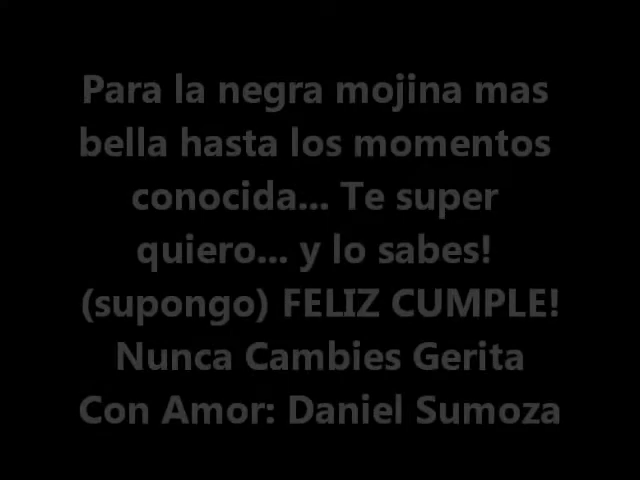 Para la negra mojina mas
bella hasta los momentos
conocida... Te super
quiero... y lo sabes!
(supongo) FELIZ CUMPLE!
Nunca Cambies Gerita
Con Amor: Daniel Sumoza